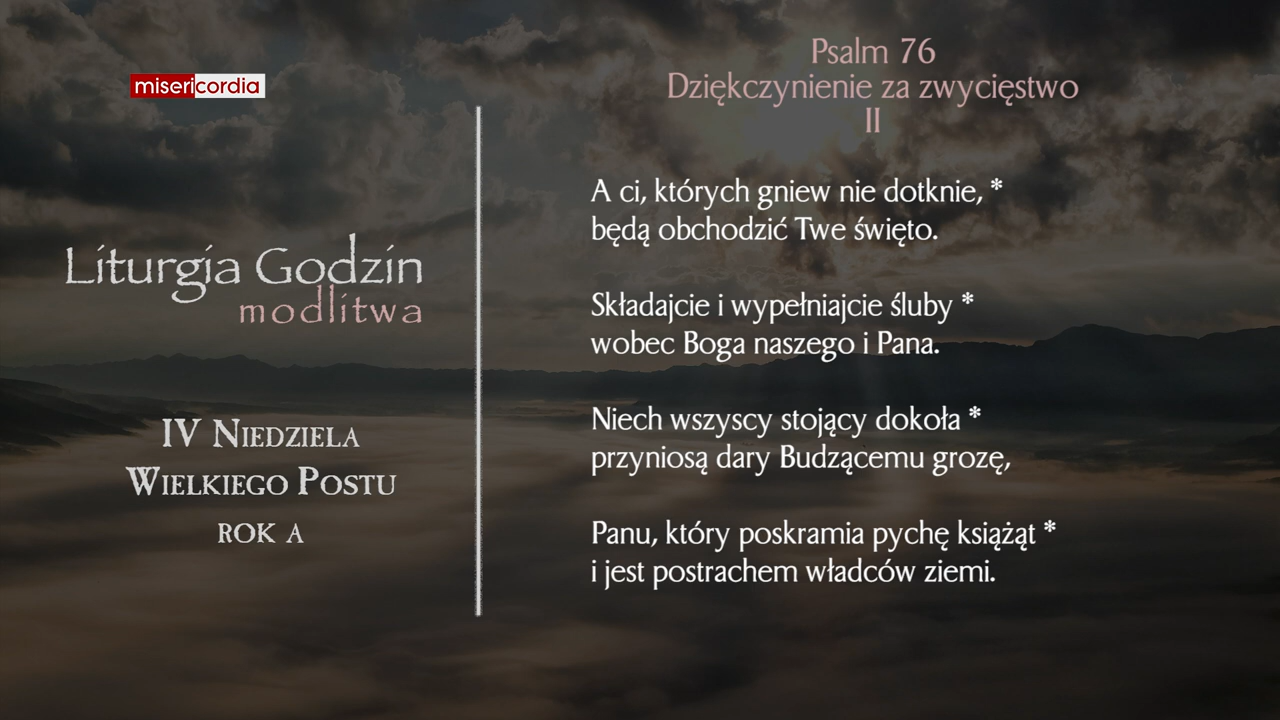 misericordia
Liturgia Godzin
modlitwa
IV Niedziela
Wielkiego Postu
rok A
Psalm 76
Dziękczynienie za zwycięstwo
II
A ci, których gniew nie dotknie, *
będą obchodzić Twe święto.
Składajcie i wypełniajcie śluby *
wobec Boga naszego i Pana.
Niech wszyscy stojący dokoła *
przyniosą dary Budzącemu grozę,
Panu, który poskramia pychę książąt *
i jest postrachem władców ziemi.